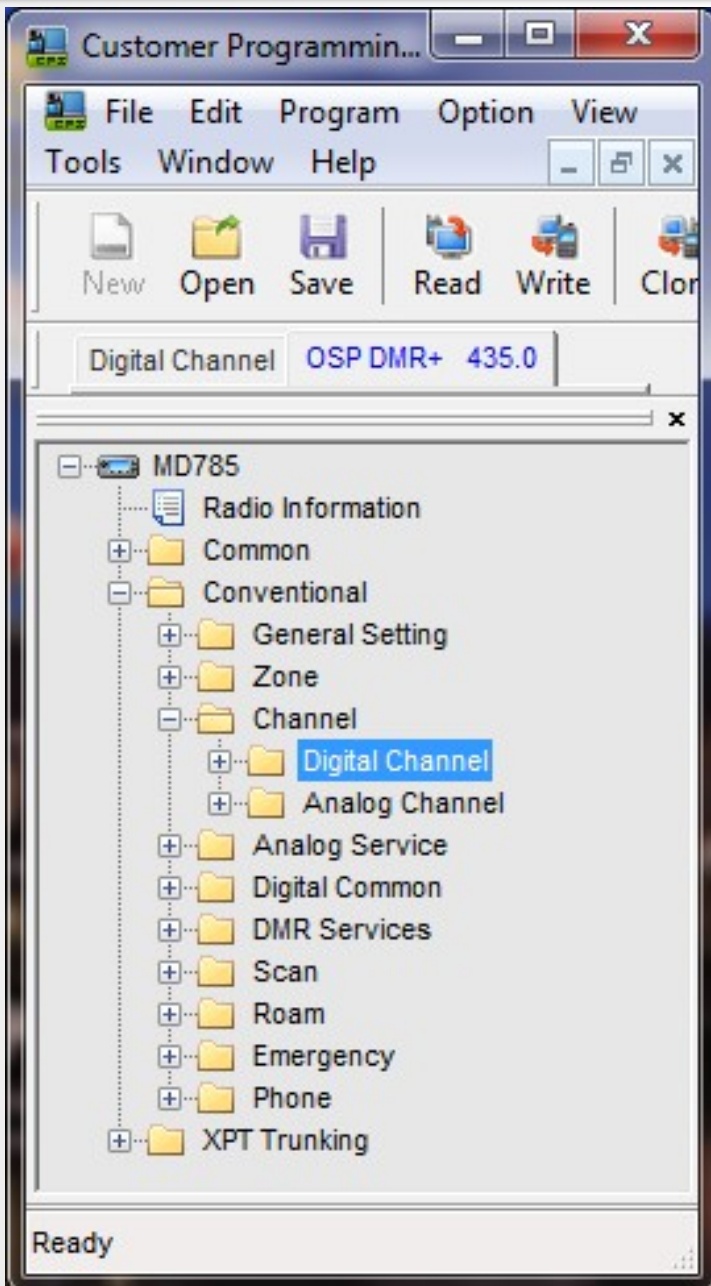 Customer Programmin...
File Edit Program Option View
Tools Window Help
New Open Save Read Write Clor
Digital Channel OSP DMR+ 435.0
MD785
Radio Information
Common
Conventional
General Setting
Zone
Channel
Digital Channel
Analog Channel
Analog Service
Digital Common
DMR Services
Scan
Roam
Emergency
Phone
XPT Trunking
Ready